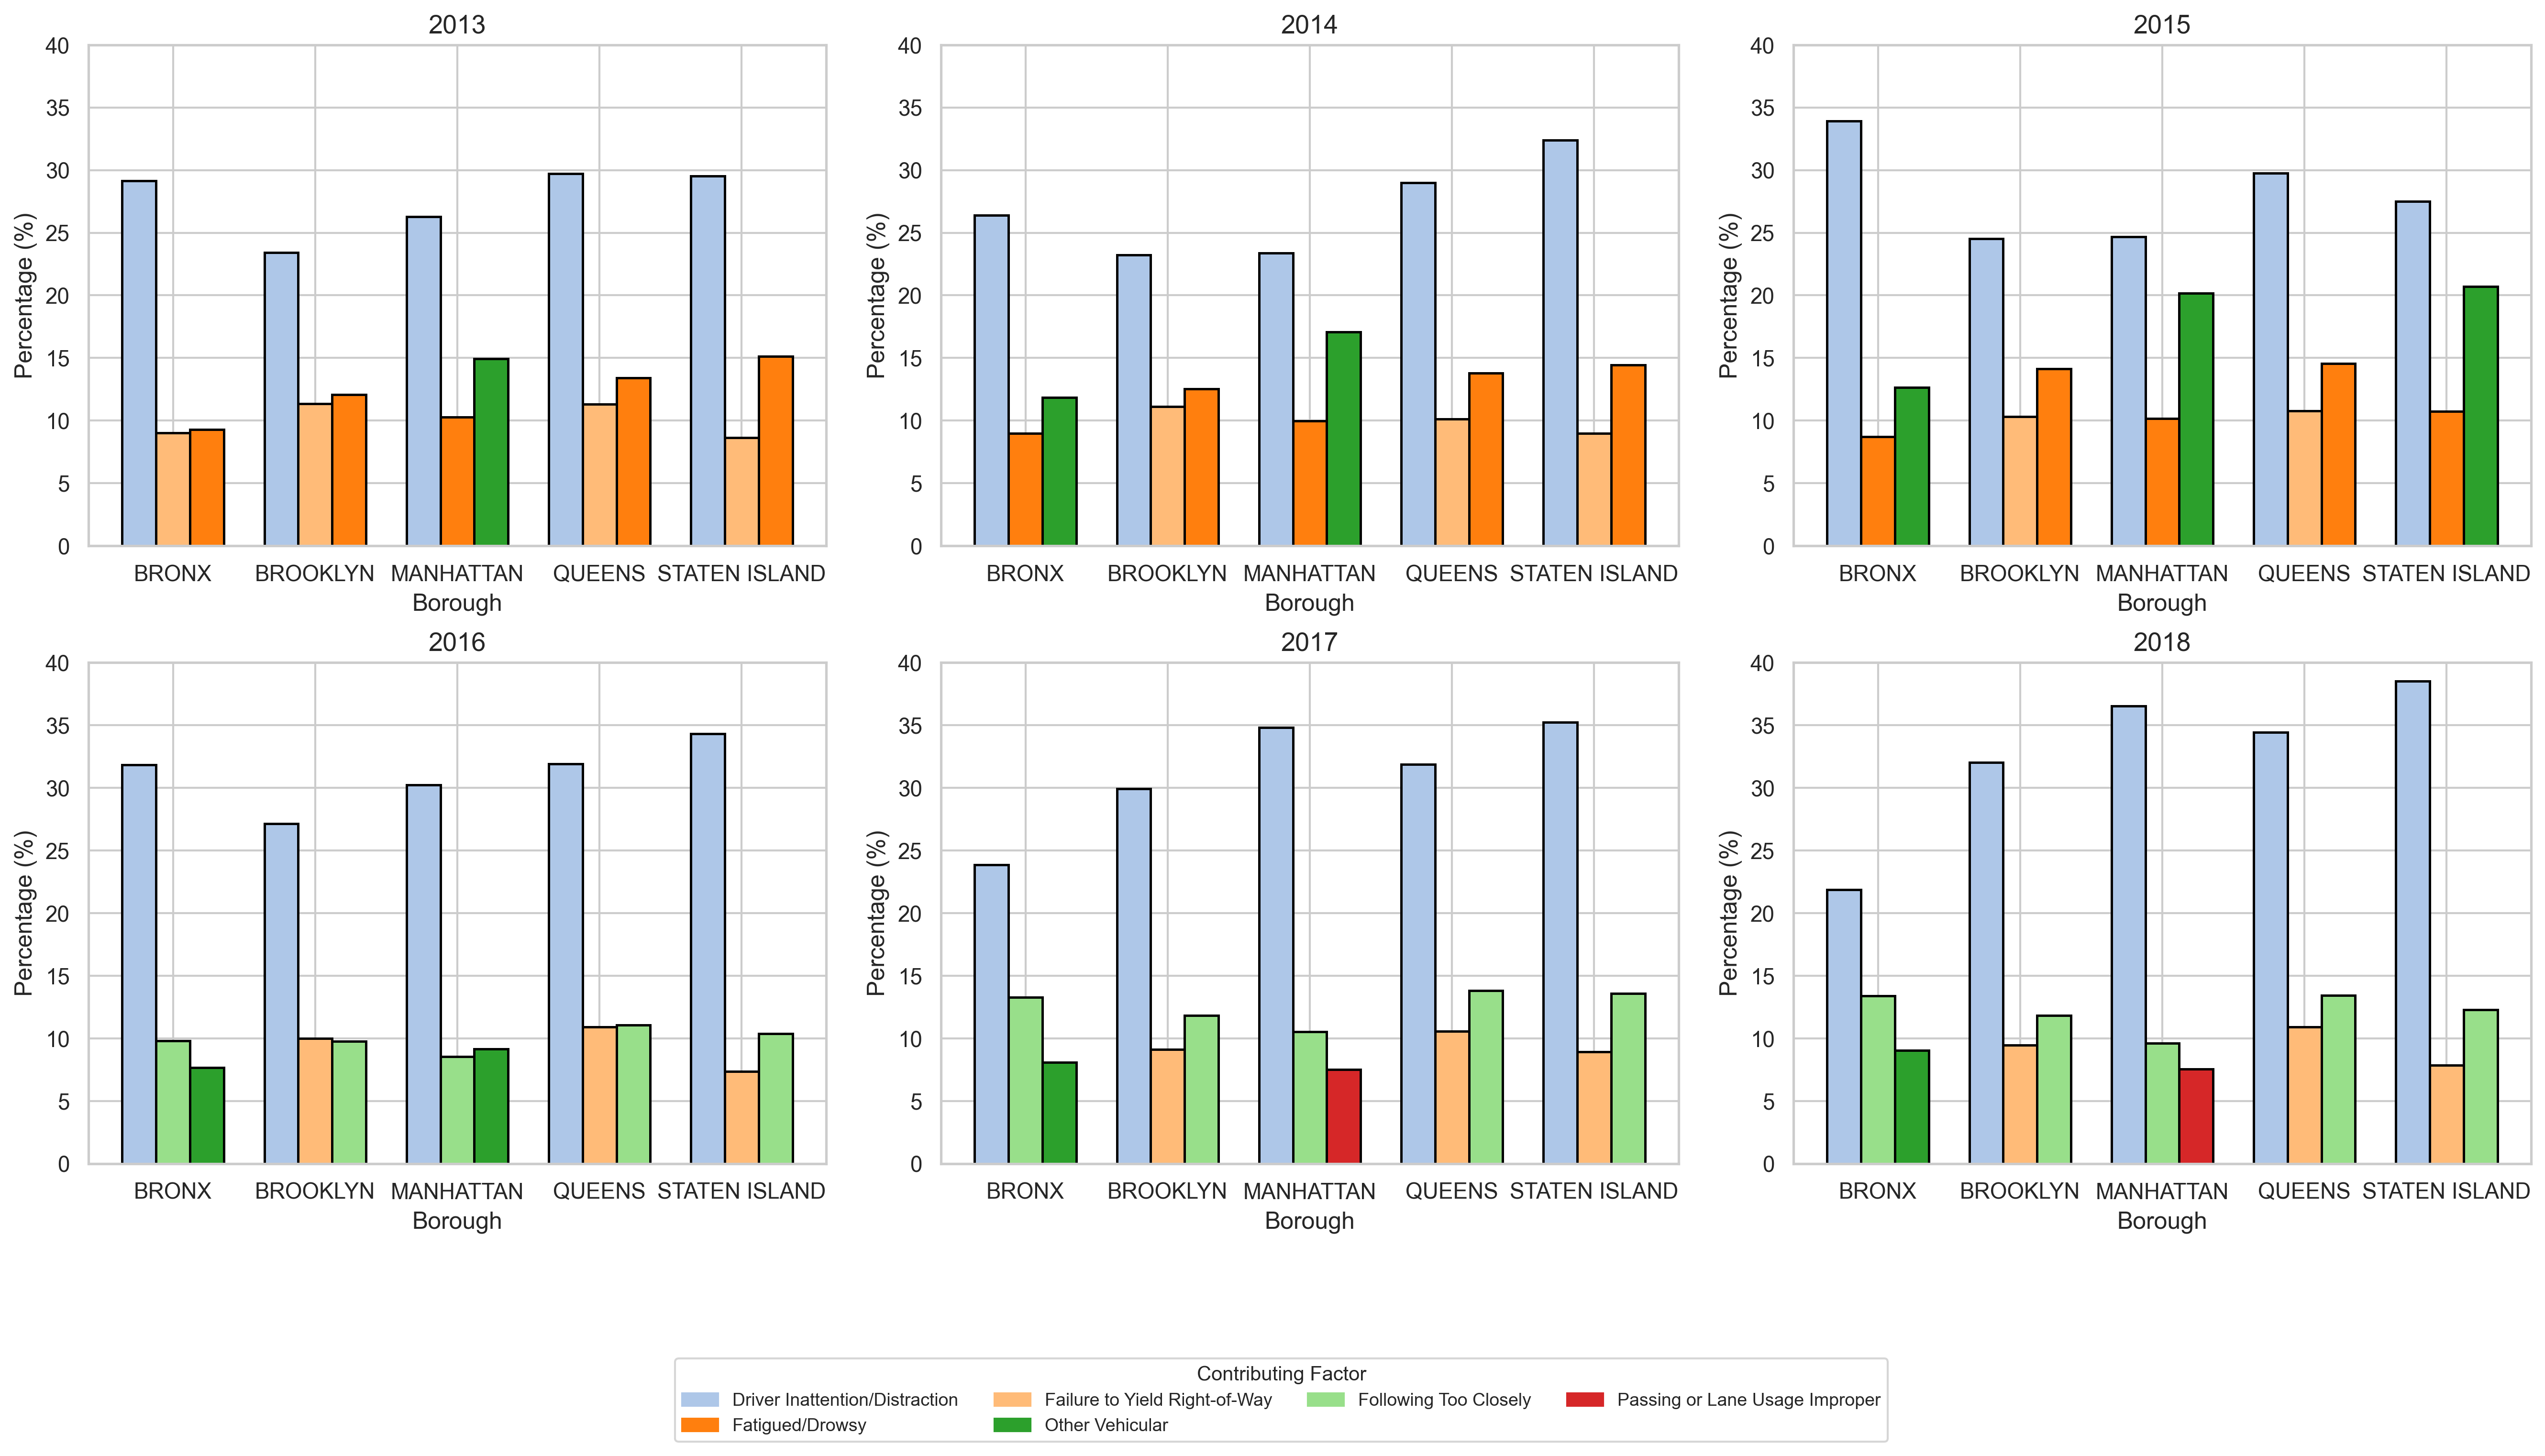 2013
40
35
30
25
20
15
10
5
0
Percentage (%)
BRONX BROOKLYN MANHATTAN QUEENS STATEN ISLAND
Borough
2014
40
35
30
25
20
15
10
5
0
Percentage (%)
BRONX BROOKLYN MANHATTAN QUEENS STATEN ISLAND
Borough
2015
40
35
30
25
20
15
10
5
0
Percentage (%)
BRONX BROOKLYN MANHATTAN QUEENS STATEN ISLAND
Borough
2016
40
35
30
25
20
15
10
5
0
Percentage (%)
BRONX BROOKLYN MANHATTAN QUEENS STATEN ISLAND
Borough
2017
40
35
30
25
20
15
10
5
0
Percentage (%)
BRONX BROOKLYN MANHATTAN QUEENS STATEN ISLAND
Borough
2018
40
35
30
25
20
15
10
5
0
Percentage (%)
BRONX BROOKLYN MANHATTAN QUEENS STATEN ISLAND
Borough
Contributing Factor
Driver Inattention/Distraction Failure to Yield Right-of-Way Following Too Closely Passing or Lane Usage Improper
Fatigued/Drowsy Other Vehicular